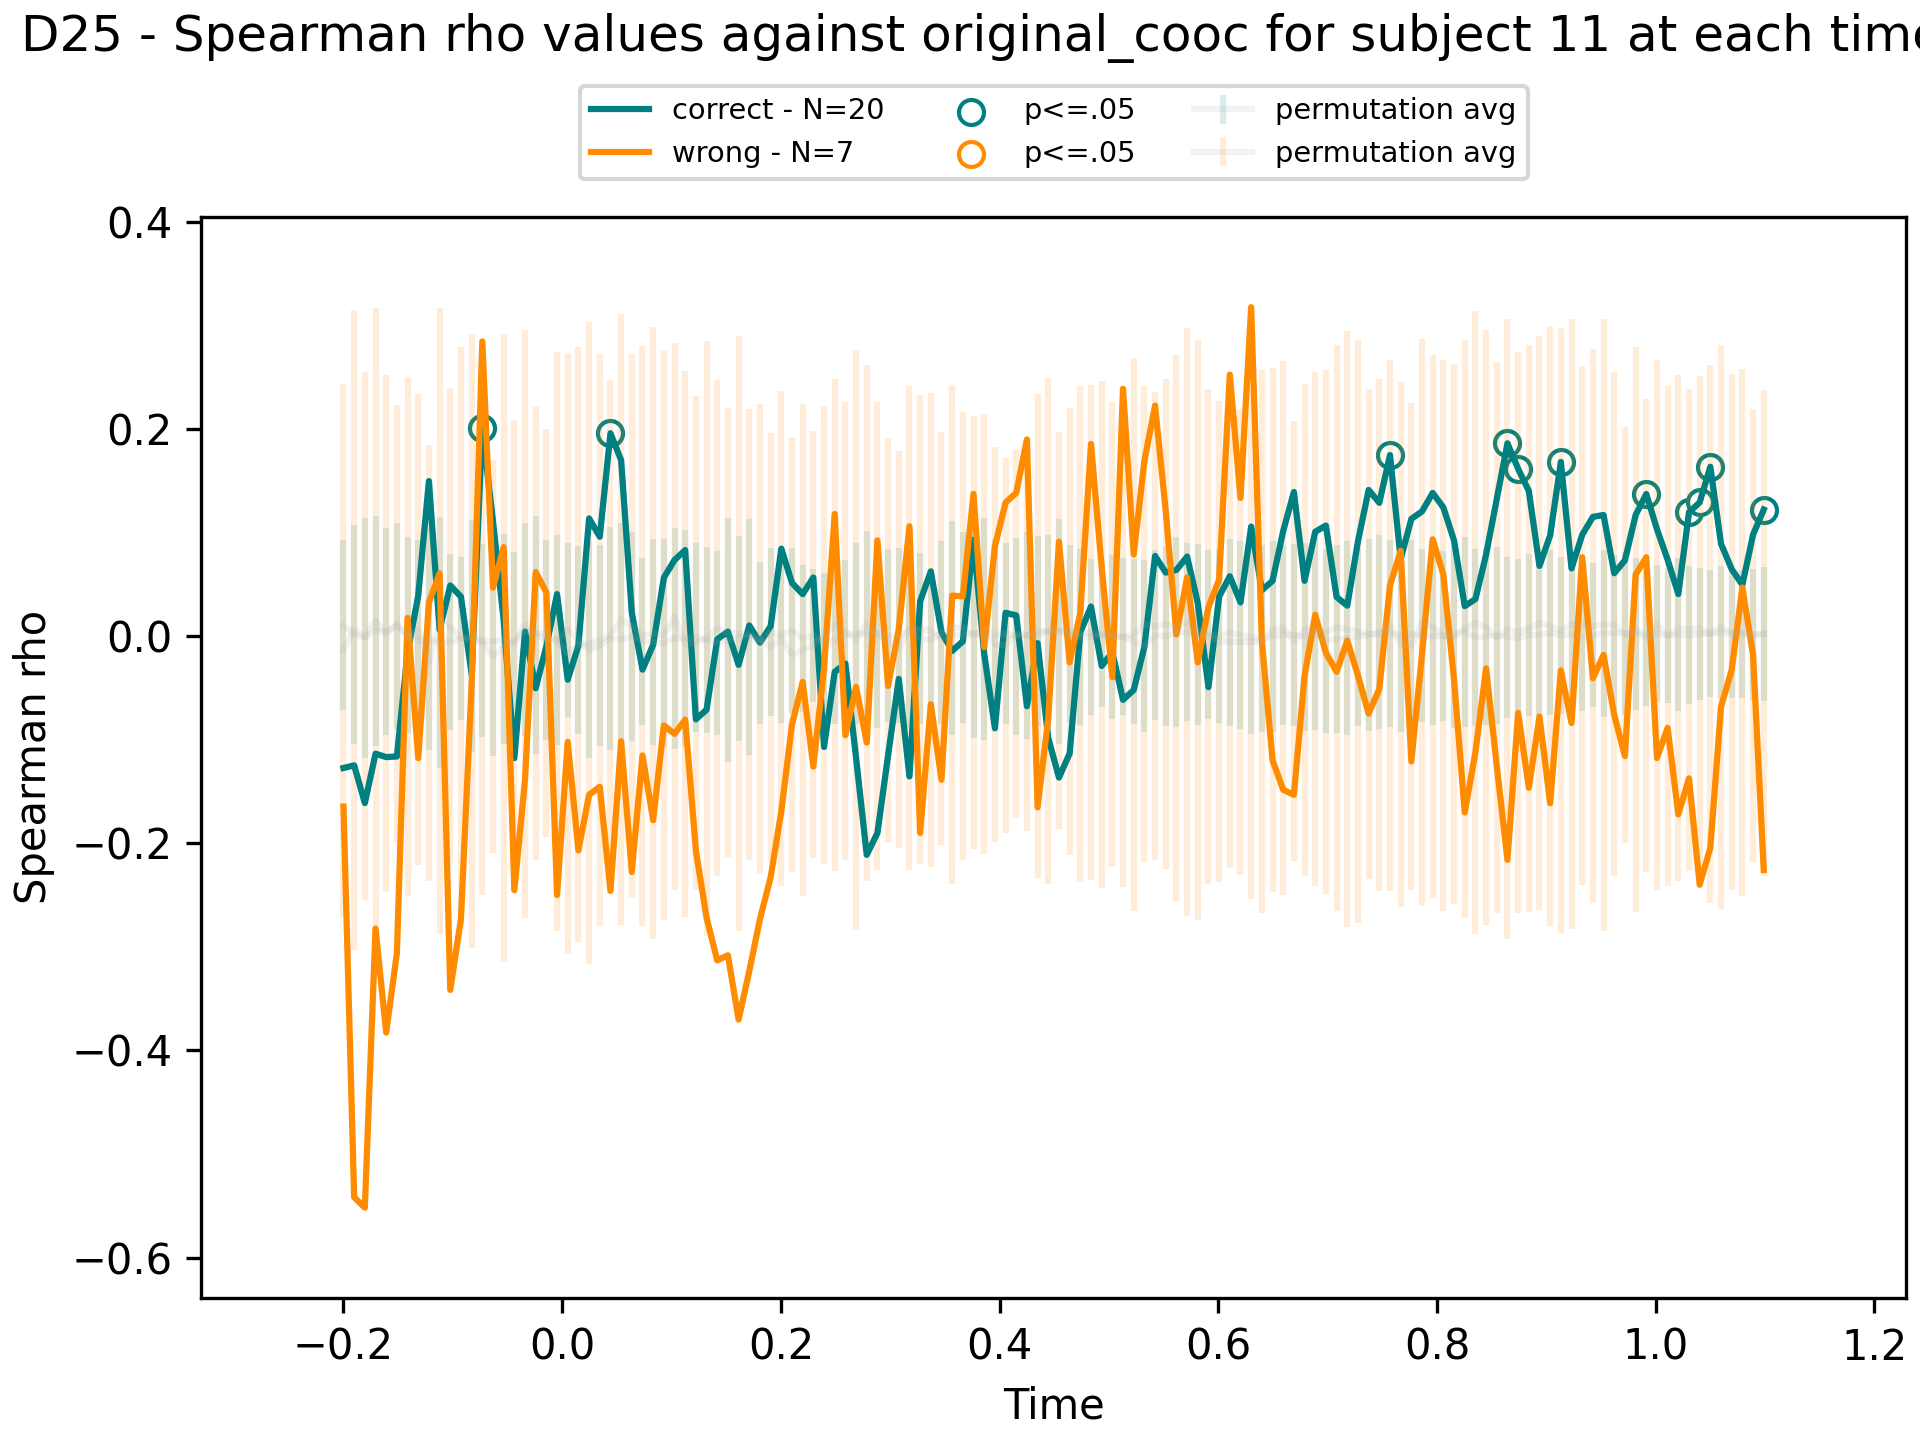 D25 - Spearman rho values against original_cooc for subject 11 at each time
correct - N=20 p<=.05 permutation avg
wrong - N=7 p<=.05 permutation avg
0.4
0.2
0.0
−0.2
−0.4
−0.6
Spearman rho
−0.2 0.0 0.2 0.4 0.6 0.8 1.0 1.2
Time